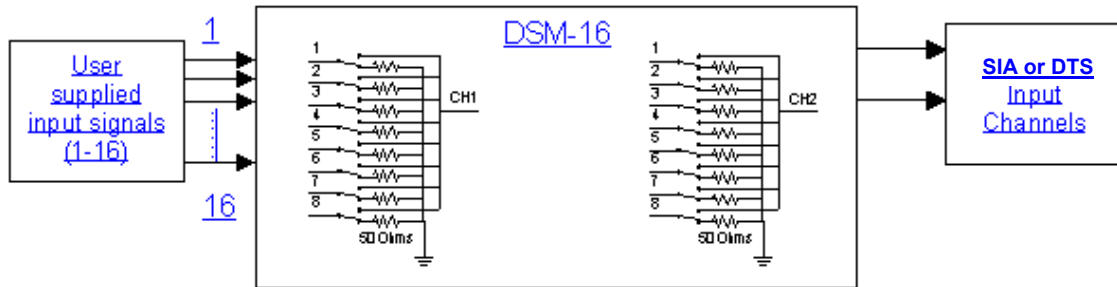 1
User
supplied
input signals
(1-16)
16
DSM-16
1
2
3
4
5
6
7
8
CH1
50 Ohms
1
2
3
4
5
6
7
8
CH2
50 Ohms
SIA or DTS
Input
Channels